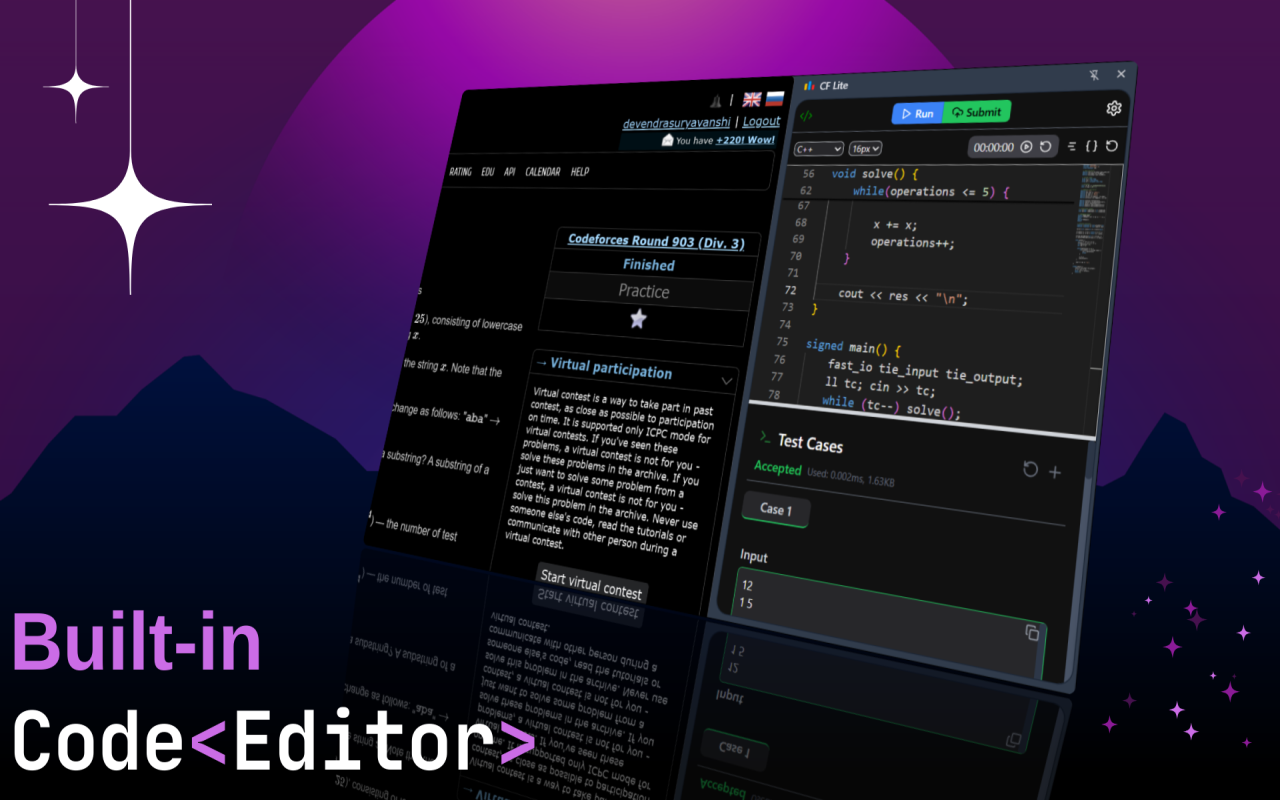 devendrasuryavanshi | Logout
You have +220! Wow!
RATING EDU API CALENDAR HELP
Codeforces Round 903 (Div. 3)
Finished
Practice
s
25), consisting of lowercase
x.
the string x. Note that the
change as follows: "aba" →
a substring? A substring of a
) — the number of test
→ Virtual participation
Virtual contest is a way to take part in past
contest, as close as possible to participation
on time. It is supported only ICPC mode for
virtual contests. If you've seen these
problems, a virtual contest is not for you -
solve these problems in the archive. If you
just want to solve some problem from a
contest, a virtual contest is not for you -
solve this problem in the archive. Never use
someone else's code, read the tutorials or
communicate with other person during a
virtual contest.
Start virtual contest
CF Lite
</>
Run
Submit
C++
16px
00:00:00
{ }
56 void solve() {
62 while(operations <= 5) {
67
68 x += x;
69 operations++;
70 }
71
72 cout << res << "\n";
73 }
74
75 signed main() {
76 fast_io tie_input tie_output;
77 ll tc; cin >> tc;
78 while (tc--) solve();
Test Cases
Accepted Used: 0.002ms, 1.63KB
Case 1
Input
12
1 5
Built-in
Code<Editor>